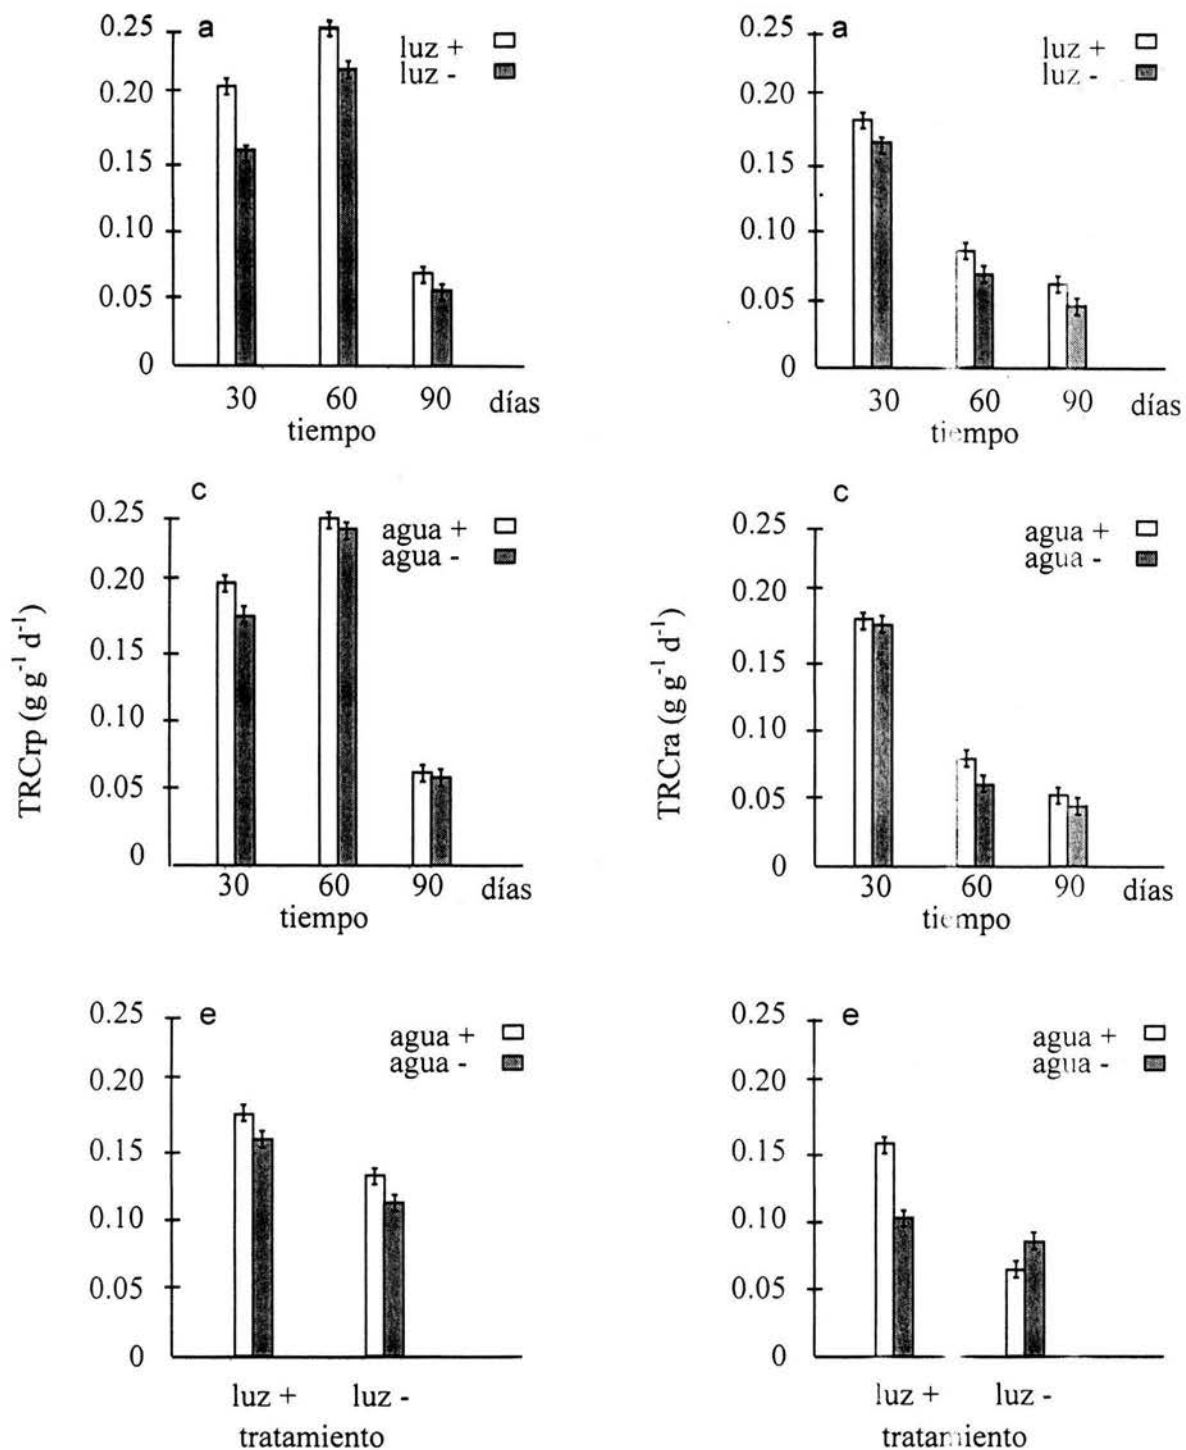 a
0.25
0.20
0.15
0.10
0.05
0
luz +
luz -
30 60 90 días
tiempo
a
0.25
0.20
0.15
0.10
0.05
0
luz +
luz -
30 60 90 días
tiempo
TRCrp (g g⁻¹ d⁻¹)
c
0.25
0.20
0.15
0.10
0.05
0
agua +
agua -
30 60 90 días
tiempo
TRCra (g g⁻¹ d⁻¹)
c
0.25
0.20
0.15
0.10
0.05
0
agua +
agua -
30 60 90 días
tiempo
e
0.25
0.20
0.15
0.10
0.05
0
agua +
agua -
luz + luz -
tratamiento
e
0.25
0.20
0.15
0.10
0.05
0
agua +
agua -
luz + luz -
tratamiento